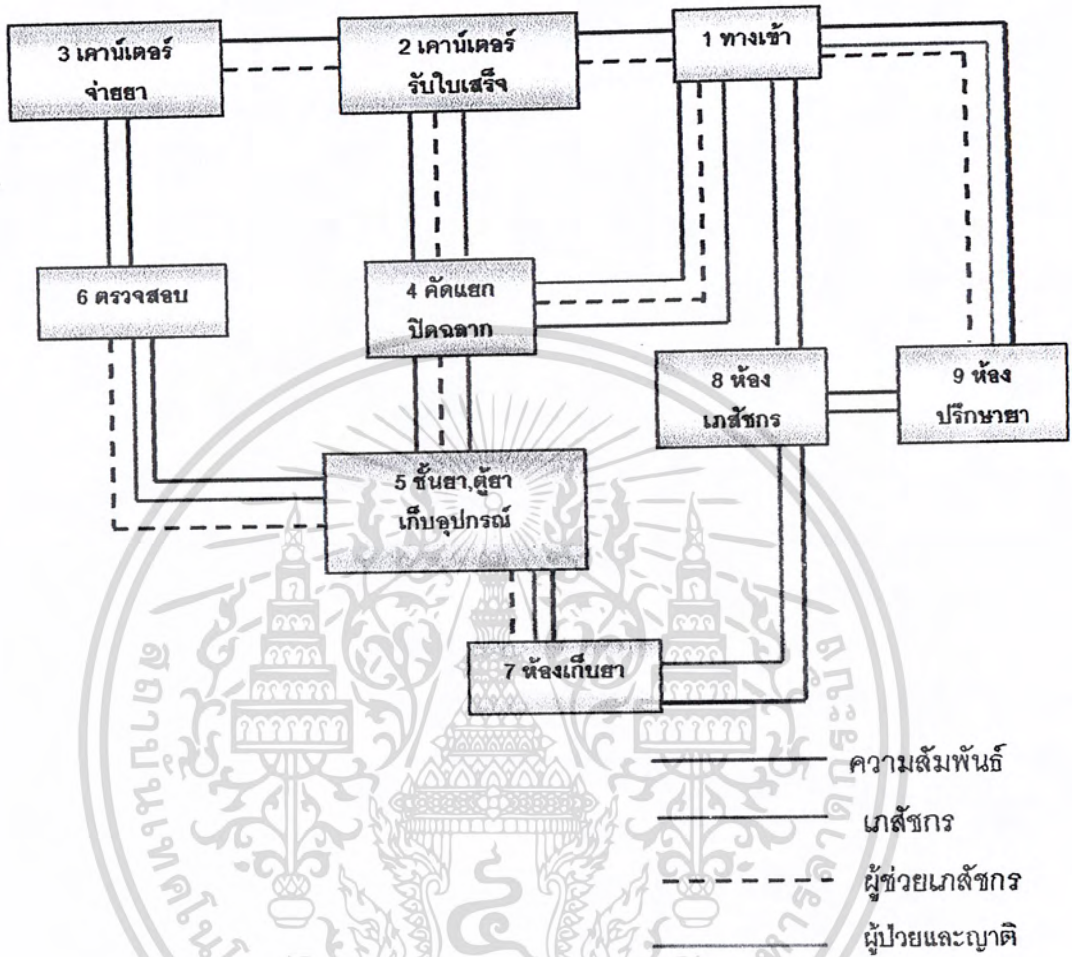 3 เคาน์เตอร์
จ่ายยา
2 เคาน์เตอร์
รับใบเสร็จ
1 ทางเข้า
6 ตรวจสอบ
4 คัดแยก
ปิดฉลาก
8 ห้อง
เภสัชกร
9 ห้อง
ปรึกษายา
5 ชั้นยา,ตู้ยา
เก็บอุปกรณ์
7 ห้องเก็บยา
ความสัมพันธ์
เภสัชกร
ผู้ช่วยเภสัชกร
ผู้ป่วยและญาติ